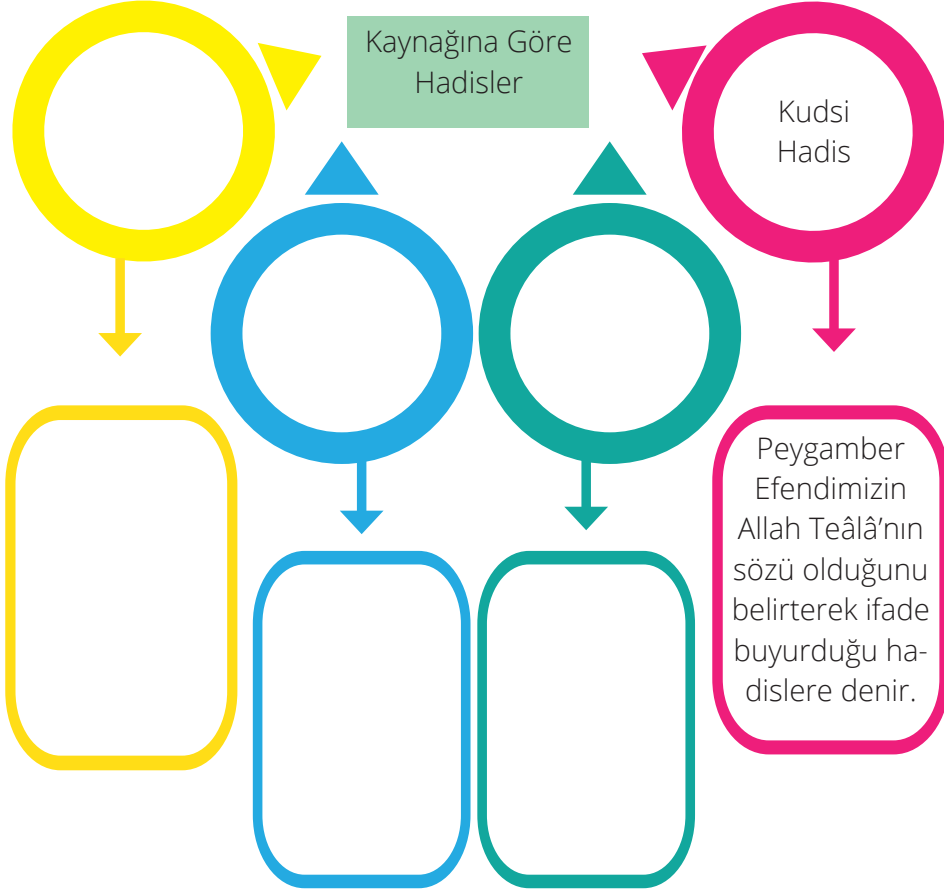 Kaynağına Göre
Hadisler
Kudsi
Hadis
Peygamber
Efendimizin
Allah Teâlâ’nın
sözü olduğunu
belirterek ifade
buyurduğu ha-
dislere denir.